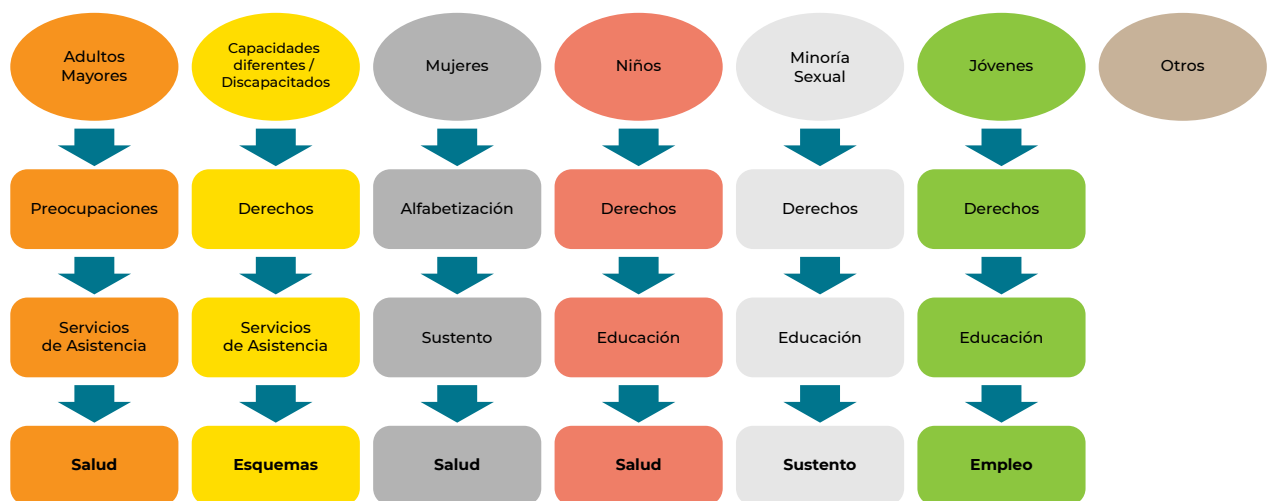 Adultos
Mayores
Capacidades
diferentes /
Discapacitados
Mujeres
Niños
Minoría
Sexual
Jóvenes
Otros
Preocupaciones
Derechos
Alfabetización
Derechos
Derechos
Derechos
Servicios
de Asistencia
Servicios
de Asistencia
Sustento
Educación
Educación
Educación
Salud
Esquemas
Salud
Salud
Sustento
Empleo